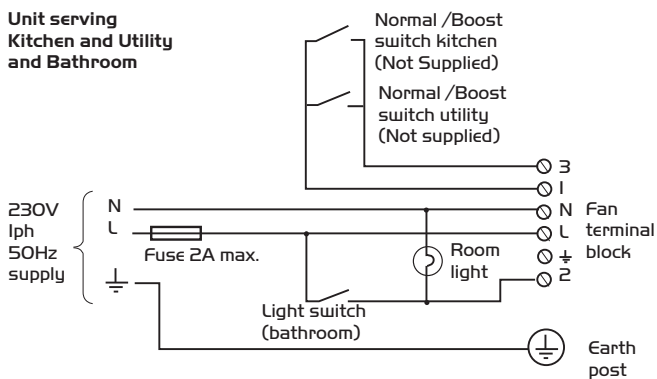 Unit serving
Kitchen and Utility
and Bathroom
Normal /Boost
switch kitchen
(Not Supplied)
Normal /Boost
switch utility
(Not supplied)
3
1
N
L
2
Fan
terminal
block
230V
1ph
50Hz
supply
N
L
Fuse 2A max.
Room
light
Light switch
(bathroom)
Earth
post